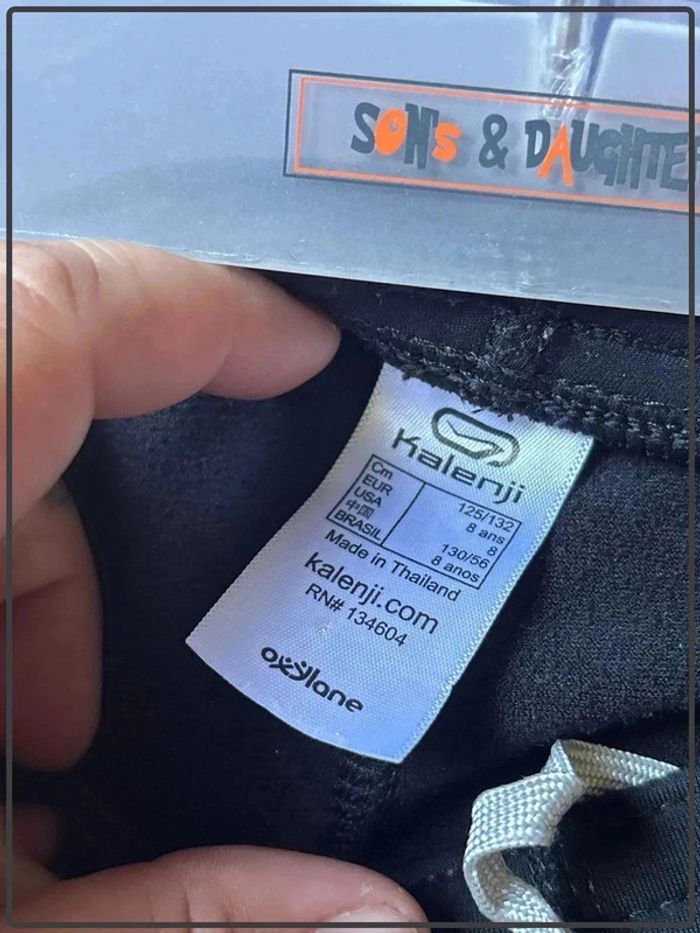 SON's & DAUGHTE
Kalenji
Cm 125/132
EUR 8 ans
USA 8
中国 130/56
BRASIL 8 anos
Made in Thailand
kalenji.com
RN# 134604
oxylane